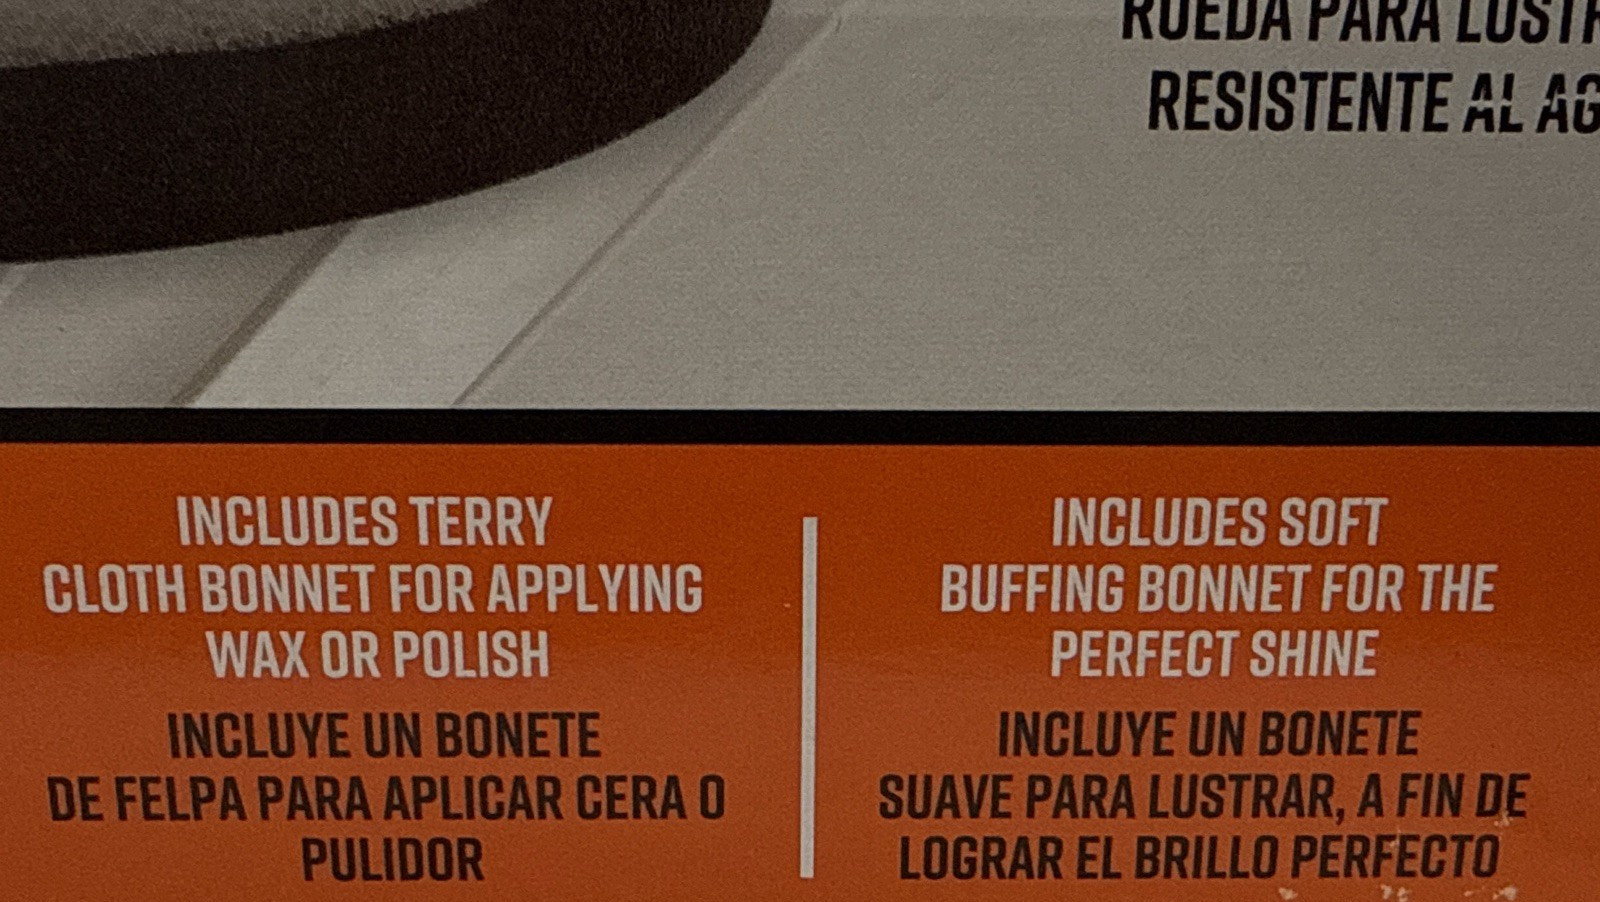 RUEDA PARA
RESISTENTE AL
INCLUDES TERRY
CLOTH BONNET FOR APPLYING
WAX OR POLISH
INCLUYE UN BONETE
DE FELPA PARA APLICAR CERA O
PULIDOR
INCLUDES SOFT
BUFFING BONNET FOR THE
PERFECT SHINE
INCLUYE UN BONETE
SUAVE PARA LUSTRAR, A FIN DE
LOGRAR EL BRILLO PERFECTO